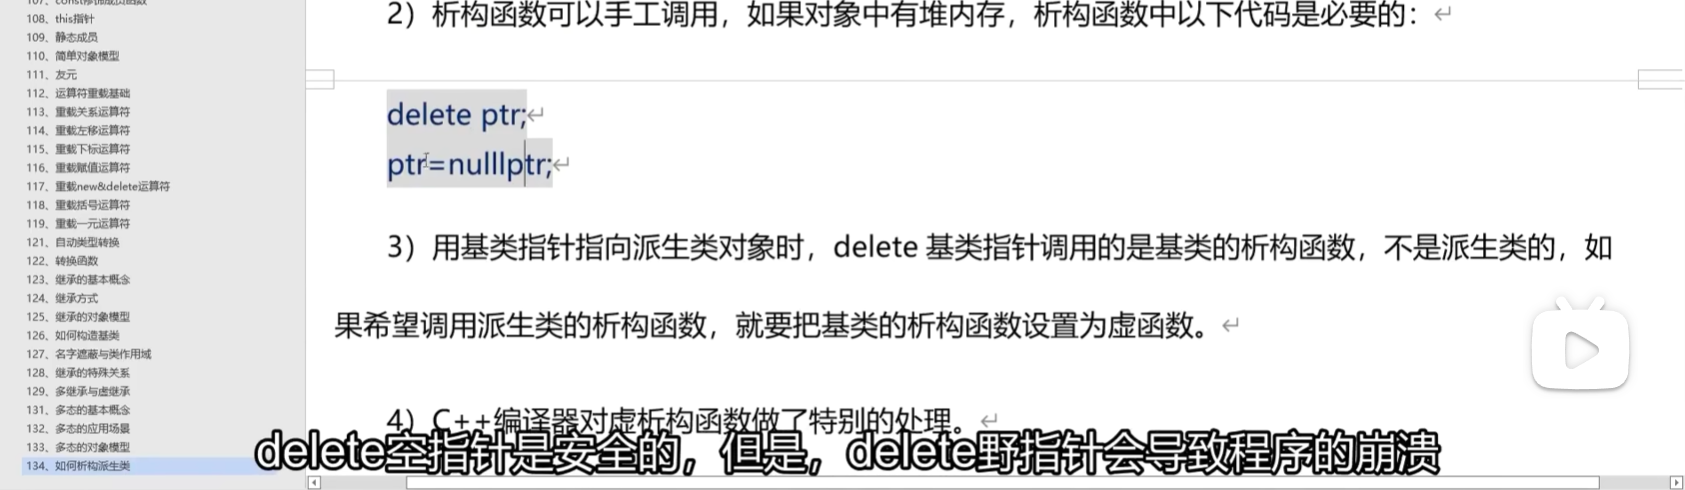 107、const修饰成员函数
108、this指针
109、静态成员
110、简单对象模型
111、友元
112、运算符重载基础
113、重载关系运算符
114、重载左移运算符
115、重载下标运算符
116、重载赋值运算符
117、重载new&delete运算符
118、重载括号运算符
119、重载一元运算符
121、自动类型转换
122、转换函数
123、继承的基本概念
124、继承方式
125、继承的对象模型
126、如何构造基类
127、名字遮蔽与类作用域
128、继承的特殊关系
129、多继承与虚继承
131、多态的基本概念
132、多态的应用场景
133、多态的对象模型
134、如何析构派生类
2）析构函数可以手工调用，如果对象中有堆内存，析构函数中以下代码是必要的：
delete ptr;
ptr=nulllptr;
3）用基类指针指向派生类对象时，delete 基类指针调用的是基类的析构函数，不是派生类的，如
果希望调用派生类的析构函数，就要把基类的析构函数设置为虚函数。
4）C++编译器对虚析构函数做了特别的处理。
delete空指针是安全的，但是，delete野指针会导致程序的崩溃